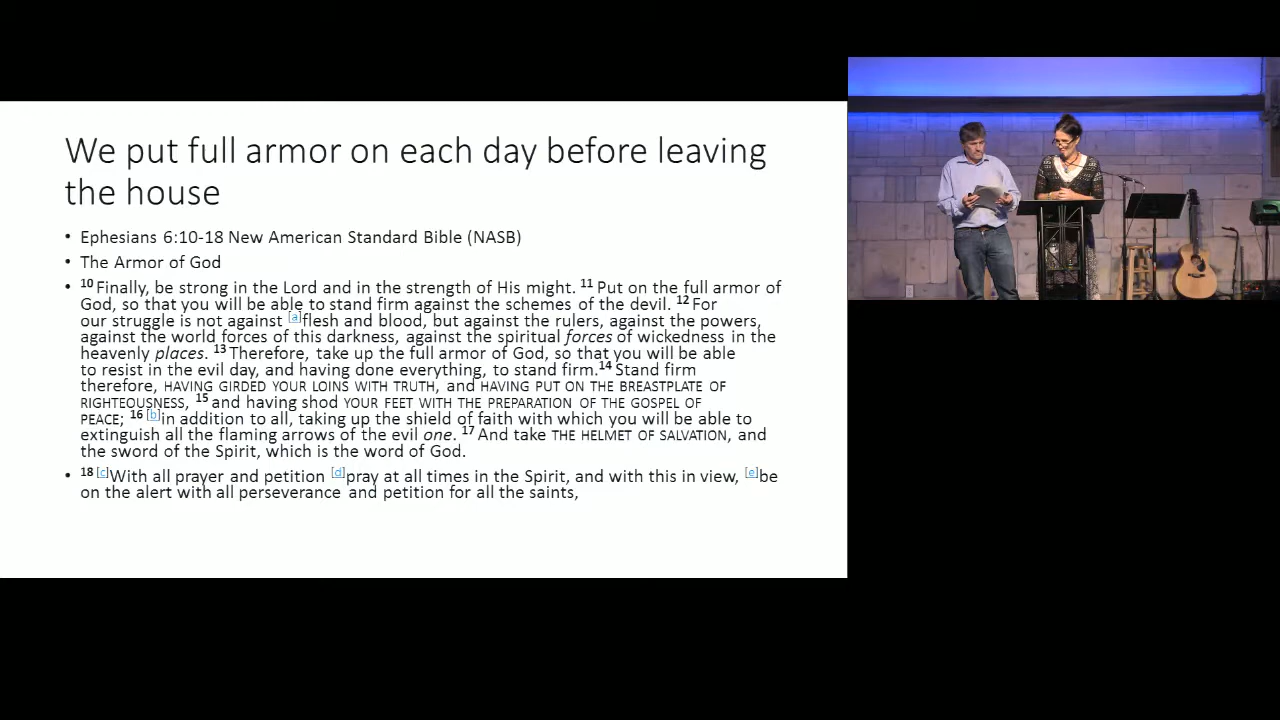 We put full armor on each day before leaving
the house
• Ephesians 6:10-18 New American Standard Bible (NASB)
• The Armor of God
• 10 Finally, be strong in the Lord and in the strength of His might. 11 Put on the full armor of
God, so that you will be able to stand firm against the schemes of the devil. 12 For
our struggle is not against [a]flesh and blood, but against the rulers, against the powers,
against the world forces of this darkness, against the spiritual forces of wickedness in the
heavenly places. 13 Therefore, take up the full armor of God, so that you will be able
to resist in the evil day, and having done everything, to stand firm.14 Stand firm
therefore, HAVING GIRDED YOUR LOINS WITH TRUTH, and HAVING PUT ON THE BREASTPLATE OF
RIGHTEOUSNESS, 15 and having shod YOUR FEET WITH THE PREPARATION OF THE GOSPEL OF
PEACE; 16 [b]in addition to all, taking up the shield of faith with which you will be able to
extinguish all the flaming arrows of the evil one. 17 And take THE HELMET OF SALVATION, and
the sword of the Spirit, which is the word of God.
• 18 [c]With all prayer and petition [d]pray at all times in the Spirit, and with this in view, [e]be
on the alert with all perseverance and petition for all the saints,